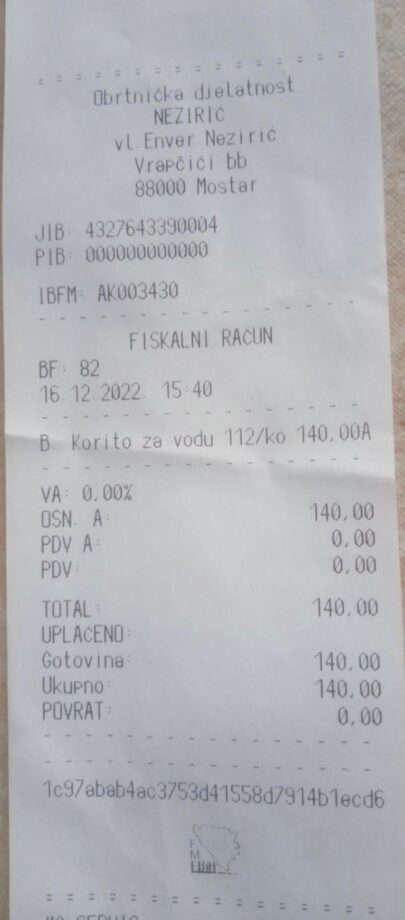 Obrtnička djelatnost
NEZIRIĆ
vl Enver Nezirić
Vrapčići bb
88000 Mostar
JIB: 4327643390004
PIB: 000000000000
IBFM: AK003430
FISKALNI RAČUN
BF: 82
16.12.2022. 15:40
B Korito za vodu 112/ko 140,00A
VA: 0,00%
OSN. A: 140,00
PDV A: 0,00
PDV: 0,00
TOTAL: 140,00
UPLAĆENO:
Gotovina: 140,00
Ukupno: 140,00
POVRAT: 0,00
1c97abab4ac3753d41558d7914b1ecd6
FM
FBiH